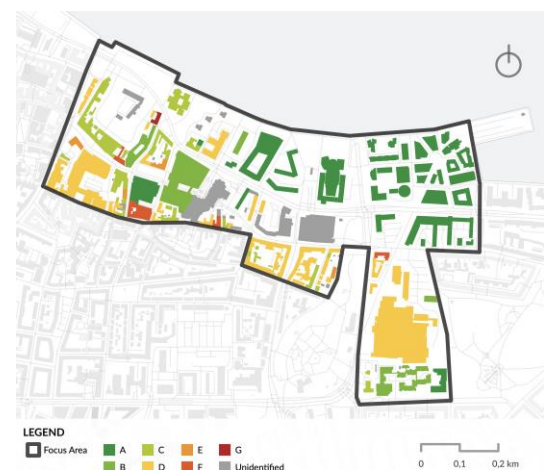 LEGEND
Focus Area
A C E G
B D F Unidentified
0 0,1 0,2 km